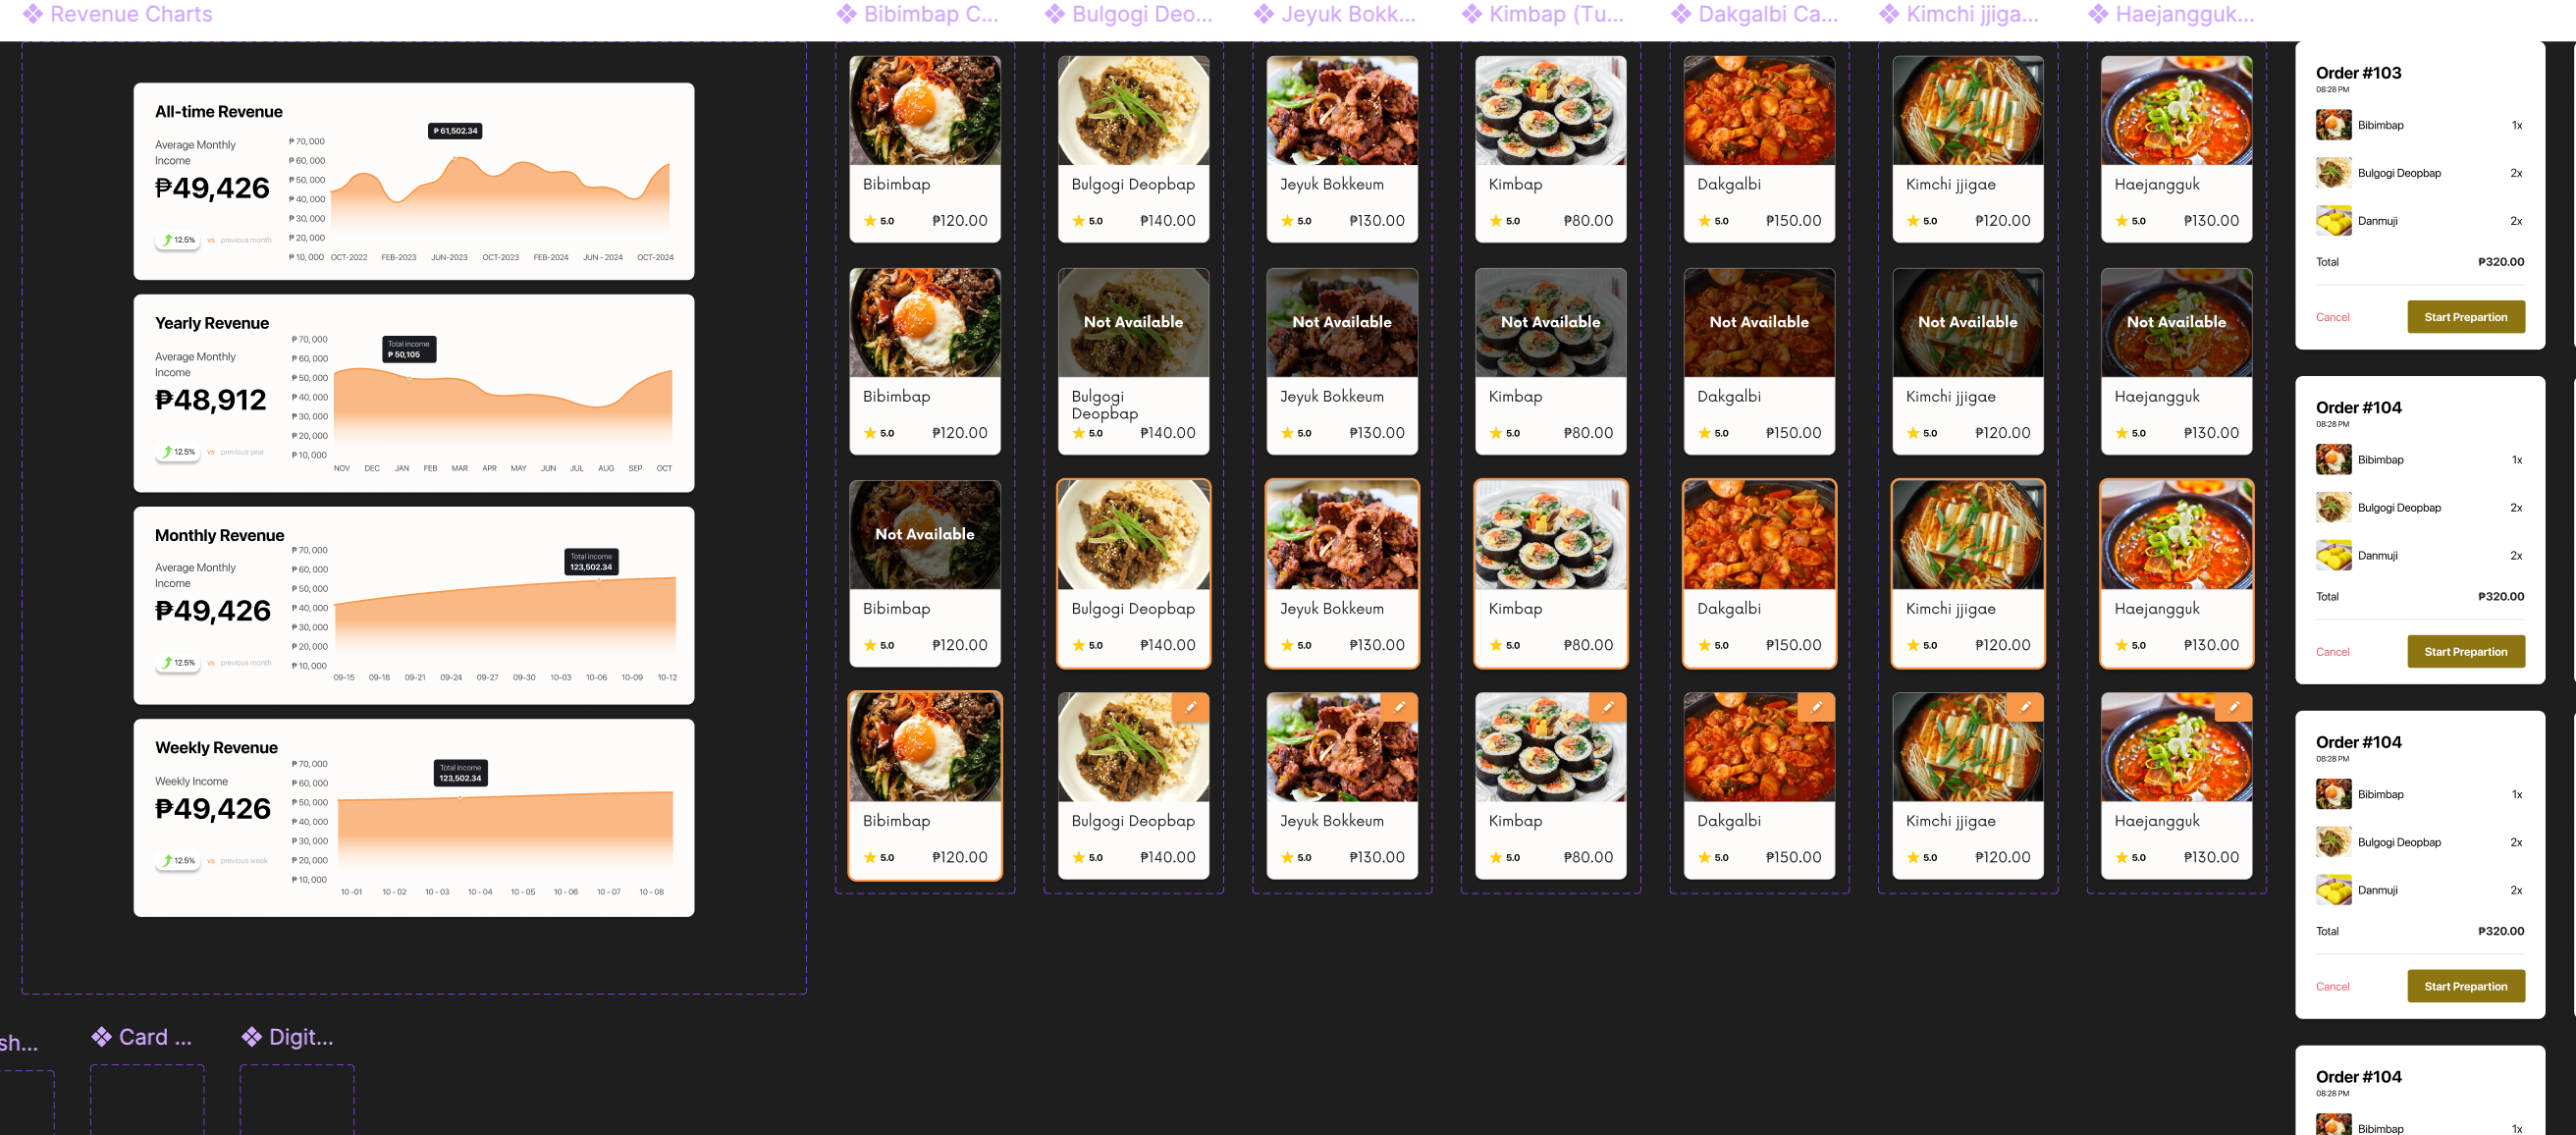 Revenue Charts
Bibimbap C...
Bulgogi Deo...
Jeyuk Bokk...
Kimbap (Tu...
Dakgalbi Ca...
Kimchi jjiga...
Haejangguk...
All-time Revenue
Average Monthly
Income
₱49,426
12.5% vs previous month
₱ 61,502.34
₱ 70, 000
₱ 60, 000
₱ 50, 000
₱ 40, 000
₱ 30, 000
₱ 20, 000
₱ 10, 000
OCT-2022 FEB-2023 JUN-2023 OCT-2023 FEB-2024 JUN - 2024 OCT-2024
Yearly Revenue
Average Monthly
Income
₱48,912
12.5% vs previous year
Total income
₱ 50,105
₱ 70, 000
₱ 60, 000
₱ 50, 000
₱ 40, 000
₱ 30, 000
₱ 20, 000
₱ 10, 000
NOV DEC JAN FEB MAR APR MAY JUN JUL AUG SEP OCT
Monthly Revenue
Average Monthly
Income
₱49,426
12.5% vs previous month
Total Income
123,502.34
₱ 70, 000
₱ 60, 000
₱ 50, 000
₱ 40, 000
₱ 30, 000
₱ 20, 000
₱ 10, 000
09-15 09-18 09-21 09-24 09-27 09-30 10-03 10-06 10-09 10-12
Weekly Revenue
Weekly Income
₱49,426
12.5% vs previous week
Total Income
123,502.34
₱ 70, 000
₱ 60, 000
₱ 50, 000
₱ 40, 000
₱ 30, 000
₱ 20, 000
₱ 10, 000
10 -01 10 - 02 10 - 03 10 - 04 10 - 05 10 - 06 10 - 07 10 - 08
Bibimbap
5.0 ₱120.00
Bulgogi Deopbap
5.0 ₱140.00
Jeyuk Bokkeum
5.0 ₱130.00
Kimbap
5.0 ₱80.00
Dakgalbi
5.0 ₱150.00
Kimchi jjigae
5.0 ₱120.00
Haejangguk
5.0 ₱130.00
Bibimbap
5.0 ₱120.00
Not Available
Bulgogi
Deopbap
5.0 ₱140.00
Not Available
Jeyuk Bokkeum
5.0 ₱130.00
Not Available
Kimbap
5.0 ₱80.00
Not Available
Dakgalbi
5.0 ₱150.00
Not Available
Kimchi jjigae
5.0 ₱120.00
Not Available
Haejangguk
5.0 ₱130.00
Not Available
Bibimbap
5.0 ₱120.00
Bulgogi Deopbap
5.0 ₱140.00
Jeyuk Bokkeum
5.0 ₱130.00
Kimbap
5.0 ₱80.00
Dakgalbi
5.0 ₱150.00
Kimchi jjigae
5.0 ₱120.00
Haejangguk
5.0 ₱130.00
Bibimbap
5.0 ₱120.00
Bulgogi Deopbap
5.0 ₱140.00
Jeyuk Bokkeum
5.0 ₱130.00
Kimbap
5.0 ₱80.00
Dakgalbi
5.0 ₱150.00
Kimchi jjigae
5.0 ₱120.00
Haejangguk
5.0 ₱130.00
Order #103
08:28 PM
Bibimbap 1x
Bulgogi Deopbap 2x
Danmuji 2x
Total ₱320.00
Cancel Start Prepartion
Order #104
08:28 PM
Bibimbap 1x
Bulgogi Deopbap 2x
Danmuji 2x
Total ₱320.00
Cancel Start Prepartion
Order #104
08:28 PM
Bibimbap 1x
Bulgogi Deopbap 2x
Danmuji 2x
Total ₱320.00
Cancel Start Prepartion
Order #104
08:28 PM
Bibimbap 1x
sh...
Card ...
Digit...